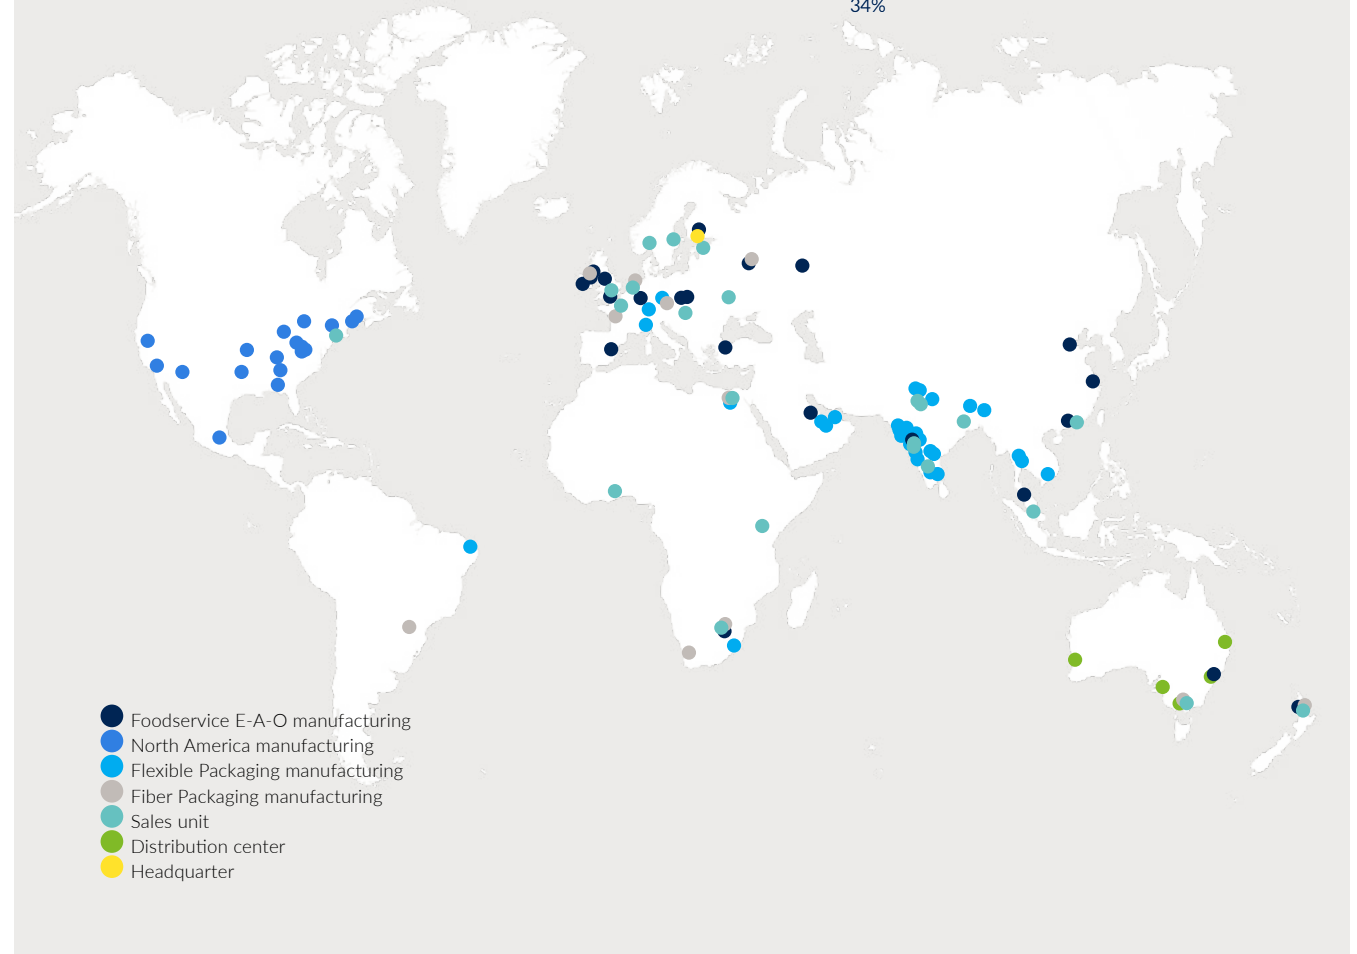 34%
Foodservice E-A-O manufacturing
North America manufacturing
Flexible Packaging manufacturing
Fiber Packaging manufacturing
Sales unit
Distribution center
Headquarter